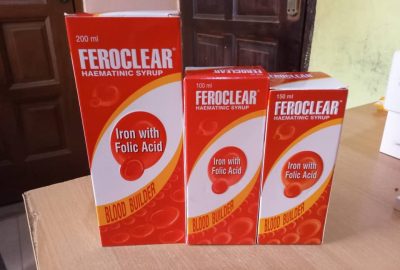 200 ml
FEROCLEAR
HAEMATINIC SYRUP
Iron with
Folic Acid
BLOOD BUILDER
100 ml
FEROCLEAR
HAEMATINIC SYRUP
Iron with
Folic Acid
BLOOD BUILDER
150 ml
FEROCLEAR
HAEMATINIC SYRUP
Iron with
Folic Acid
BLOOD BUILDER